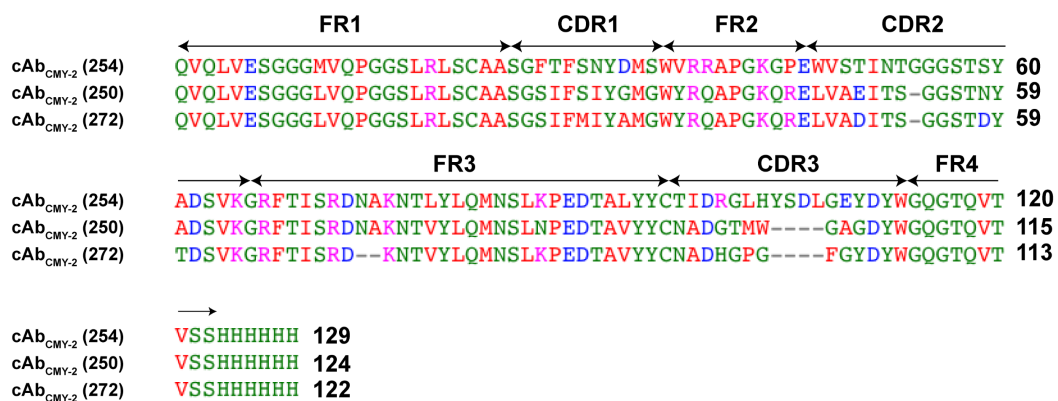 FR1 CDR1 FR2 CDR2
cAbCMY-2 (254) QVQLVESGGGMVQPGGSLRLSCAASGFTFSNYDMSWVRRAPGKGPEWVSTINTGGGSTSY 60
cAbCMY-2 (250) QVQLVESGGGLVQPGGSLRLSCAASGSIFSIYGMGWYRQAPGKQRELVAEITS-GGSTNY 59
cAbCMY-2 (272) QVQLVESGGGLVQPGGSLRLSCAASGSIFMIYAMGWYRQAPGKQRELVADITS-GGSTDY 59
FR3 CDR3 FR4
cAbCMY-2 (254) ADSVKGRFTISRDNAKNTLYLQMNSLKPEDTALYYCTIDRGLHYSDLGEYDYWGQGTQVT 120
cAbCMY-2 (250) ADSVKGRFTISRDNAKNTVYLQMNSLNPEDTAVYYCNADGTMW----GAGDYWGQGTQVT 115
cAbCMY-2 (272) TDSVKGRFTISRD--KNTVYLQMNSLKPEDTAVYYCNADHGPG----FGYDYWGQGTQVT 113
cAbCMY-2 (254) VSSHHHHHH 129
cAbCMY-2 (250) VSSHHHHHH 124
cAbCMY-2 (272) VSSHHHHHH 122